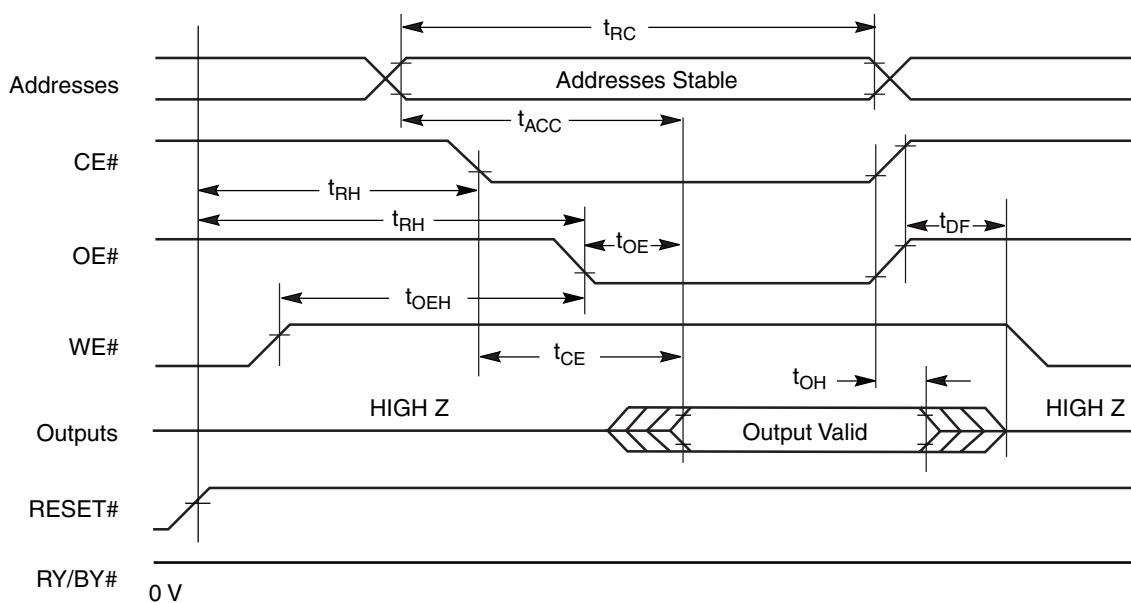 tRC
Addresses
Addresses Stable
tACC
CE#
tRH
tRH
tOE
tDF
OE#
tOEH
WE#
tCE
tOH
HIGH Z
HIGH Z
Outputs
Output Valid
RESET#
RY/BY#
0 V